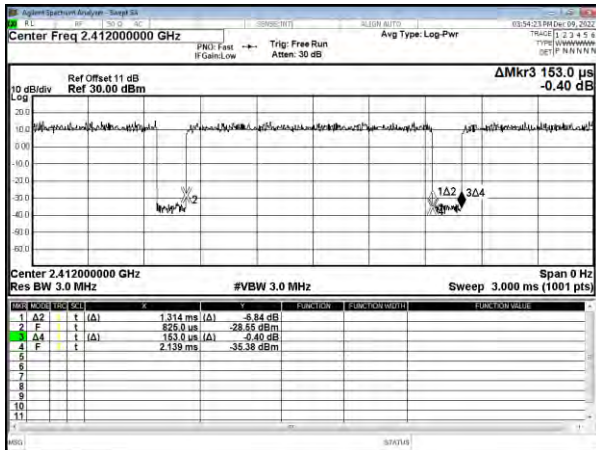 Agilent Spectrum Analyzer - Swept SA
RL RF 50 Ω AC SENSE:INT ALIGN AUTO 03:54:23 PM Dec 09, 2022
Center Freq 2.412000000 GHz
PNO: Fast
IFGain:Low
Trig: Free Run
Atten: 30 dB
Avg Type: Log-Pwr
TRACE 1 2 3 4 5 6
TYPE WWWWWW
DET P N N N N N
Ref Offset 11 dB
10 dB/div Ref 30.00 dBm
Log
ΔMkr3 153.0 µs
-0.40 dB
20.0
10.0
0.00
-10.0
-20.0
-30.0
-40.0
-50.0
-60.0
2
1Δ2
3Δ4
Center 2.412000000 GHz Span 0 Hz
Res BW 3.0 MHz #VBW 3.0 MHz Sweep 3.000 ms (1001 pts)
MKR MODE TRC SCL X Y FUNCTION FUNCTION WIDTH FUNCTION VALUE
1 Δ2 t (Δ) 1.314 ms (Δ) -6.84 dB
2 F t 825.0 us -28.55 dBm
3 Δ4 t (Δ) 153.0 us (Δ) -0.40 dB
4 F t 2.139 ms -35.38 dBm
5
6
7
8
9
10
11
MSG STATUS